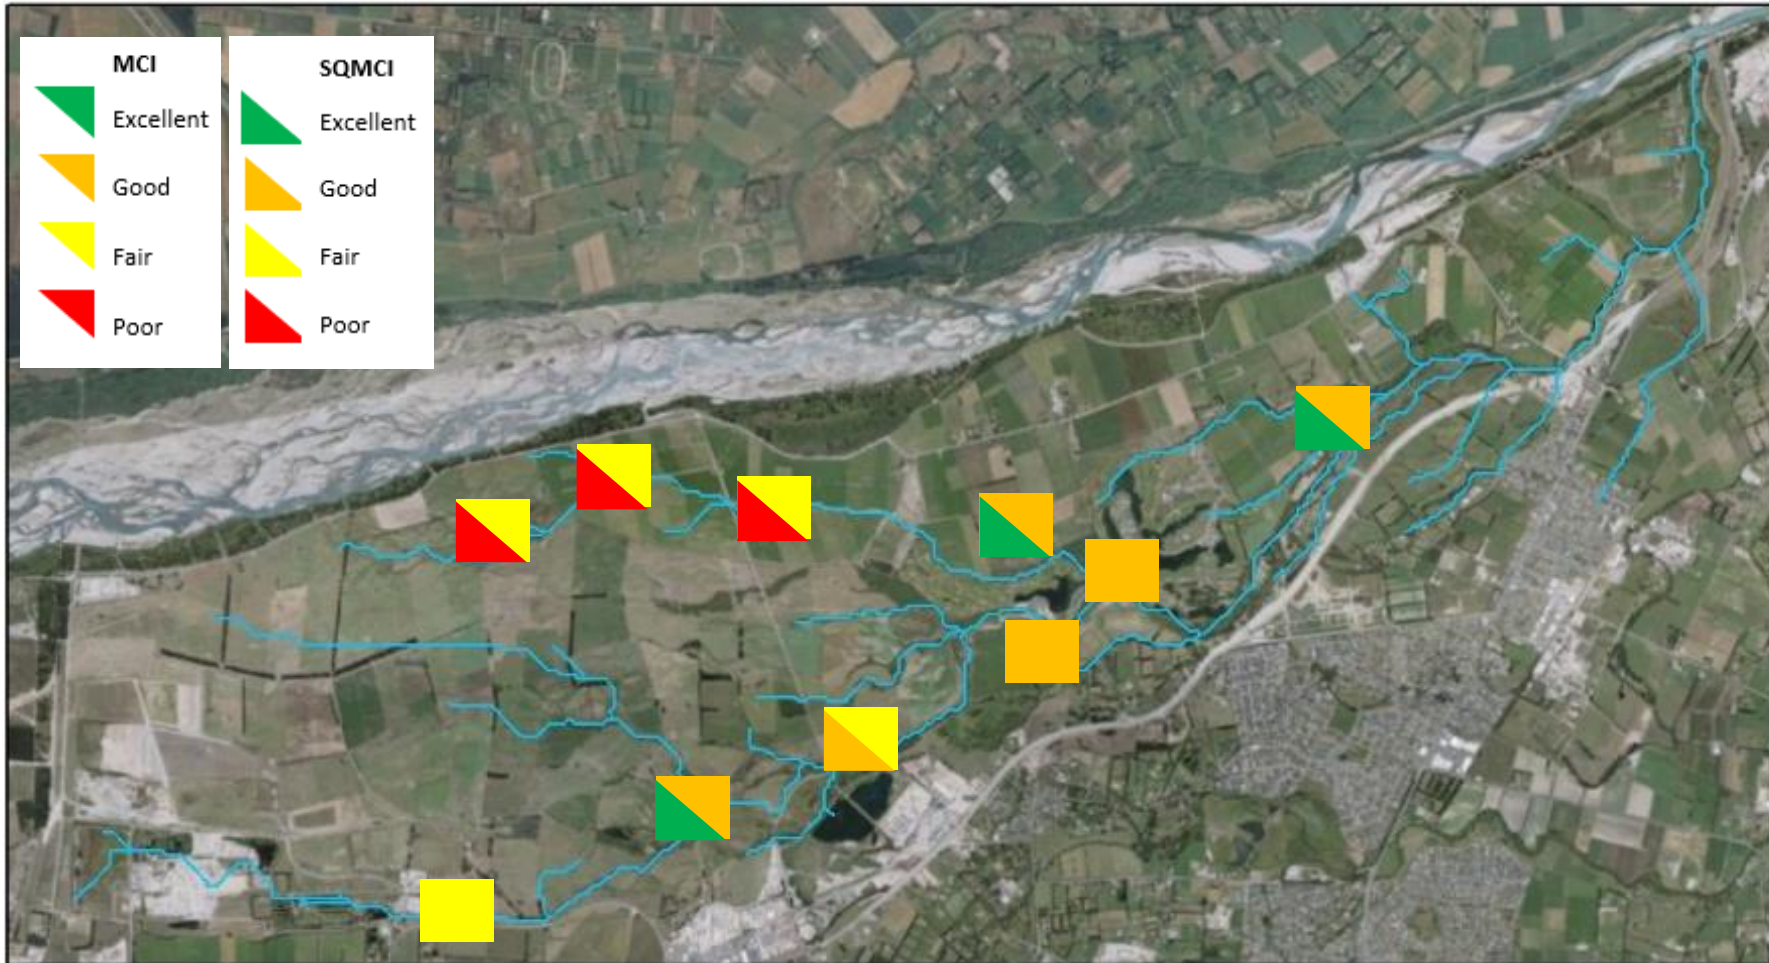 MCI
Excellent
Good
Fair
Poor
SQMCI
Excellent
Good
Fair
Poor